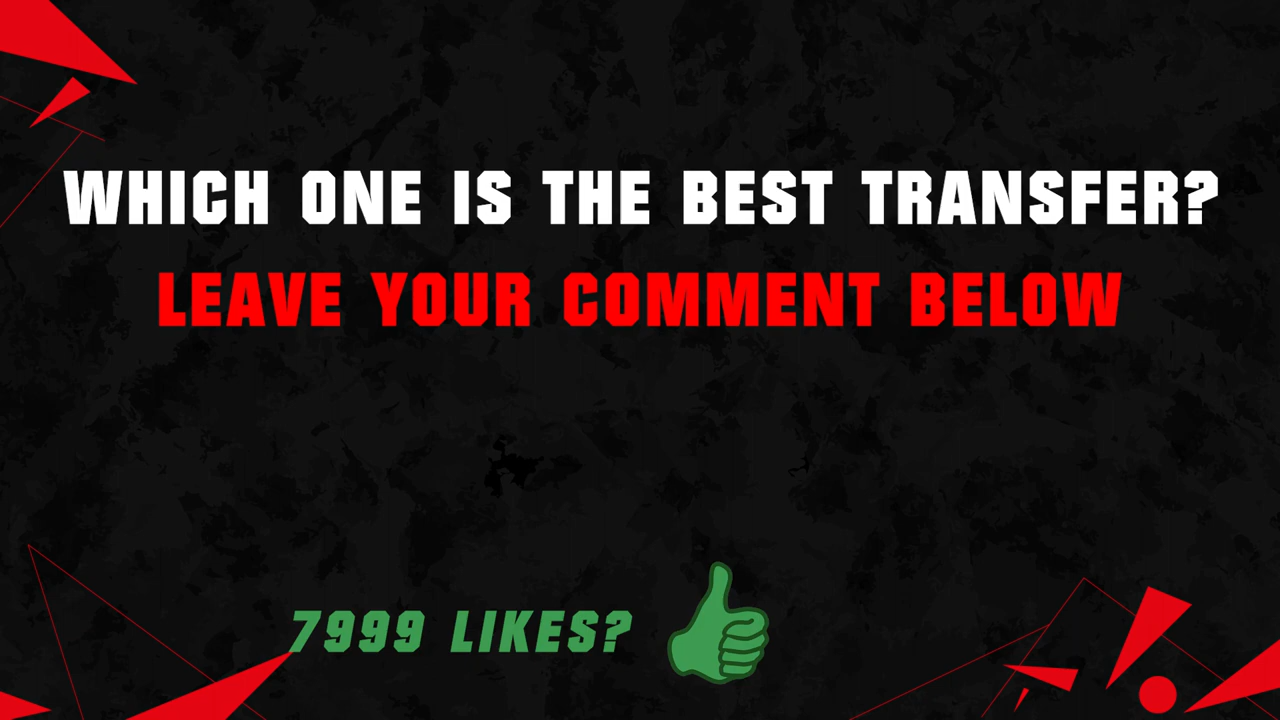 WHICH ONE IS THE BEST TRANSFER?
LEAVE YOUR COMMENT BELOW
7999 LIKES?